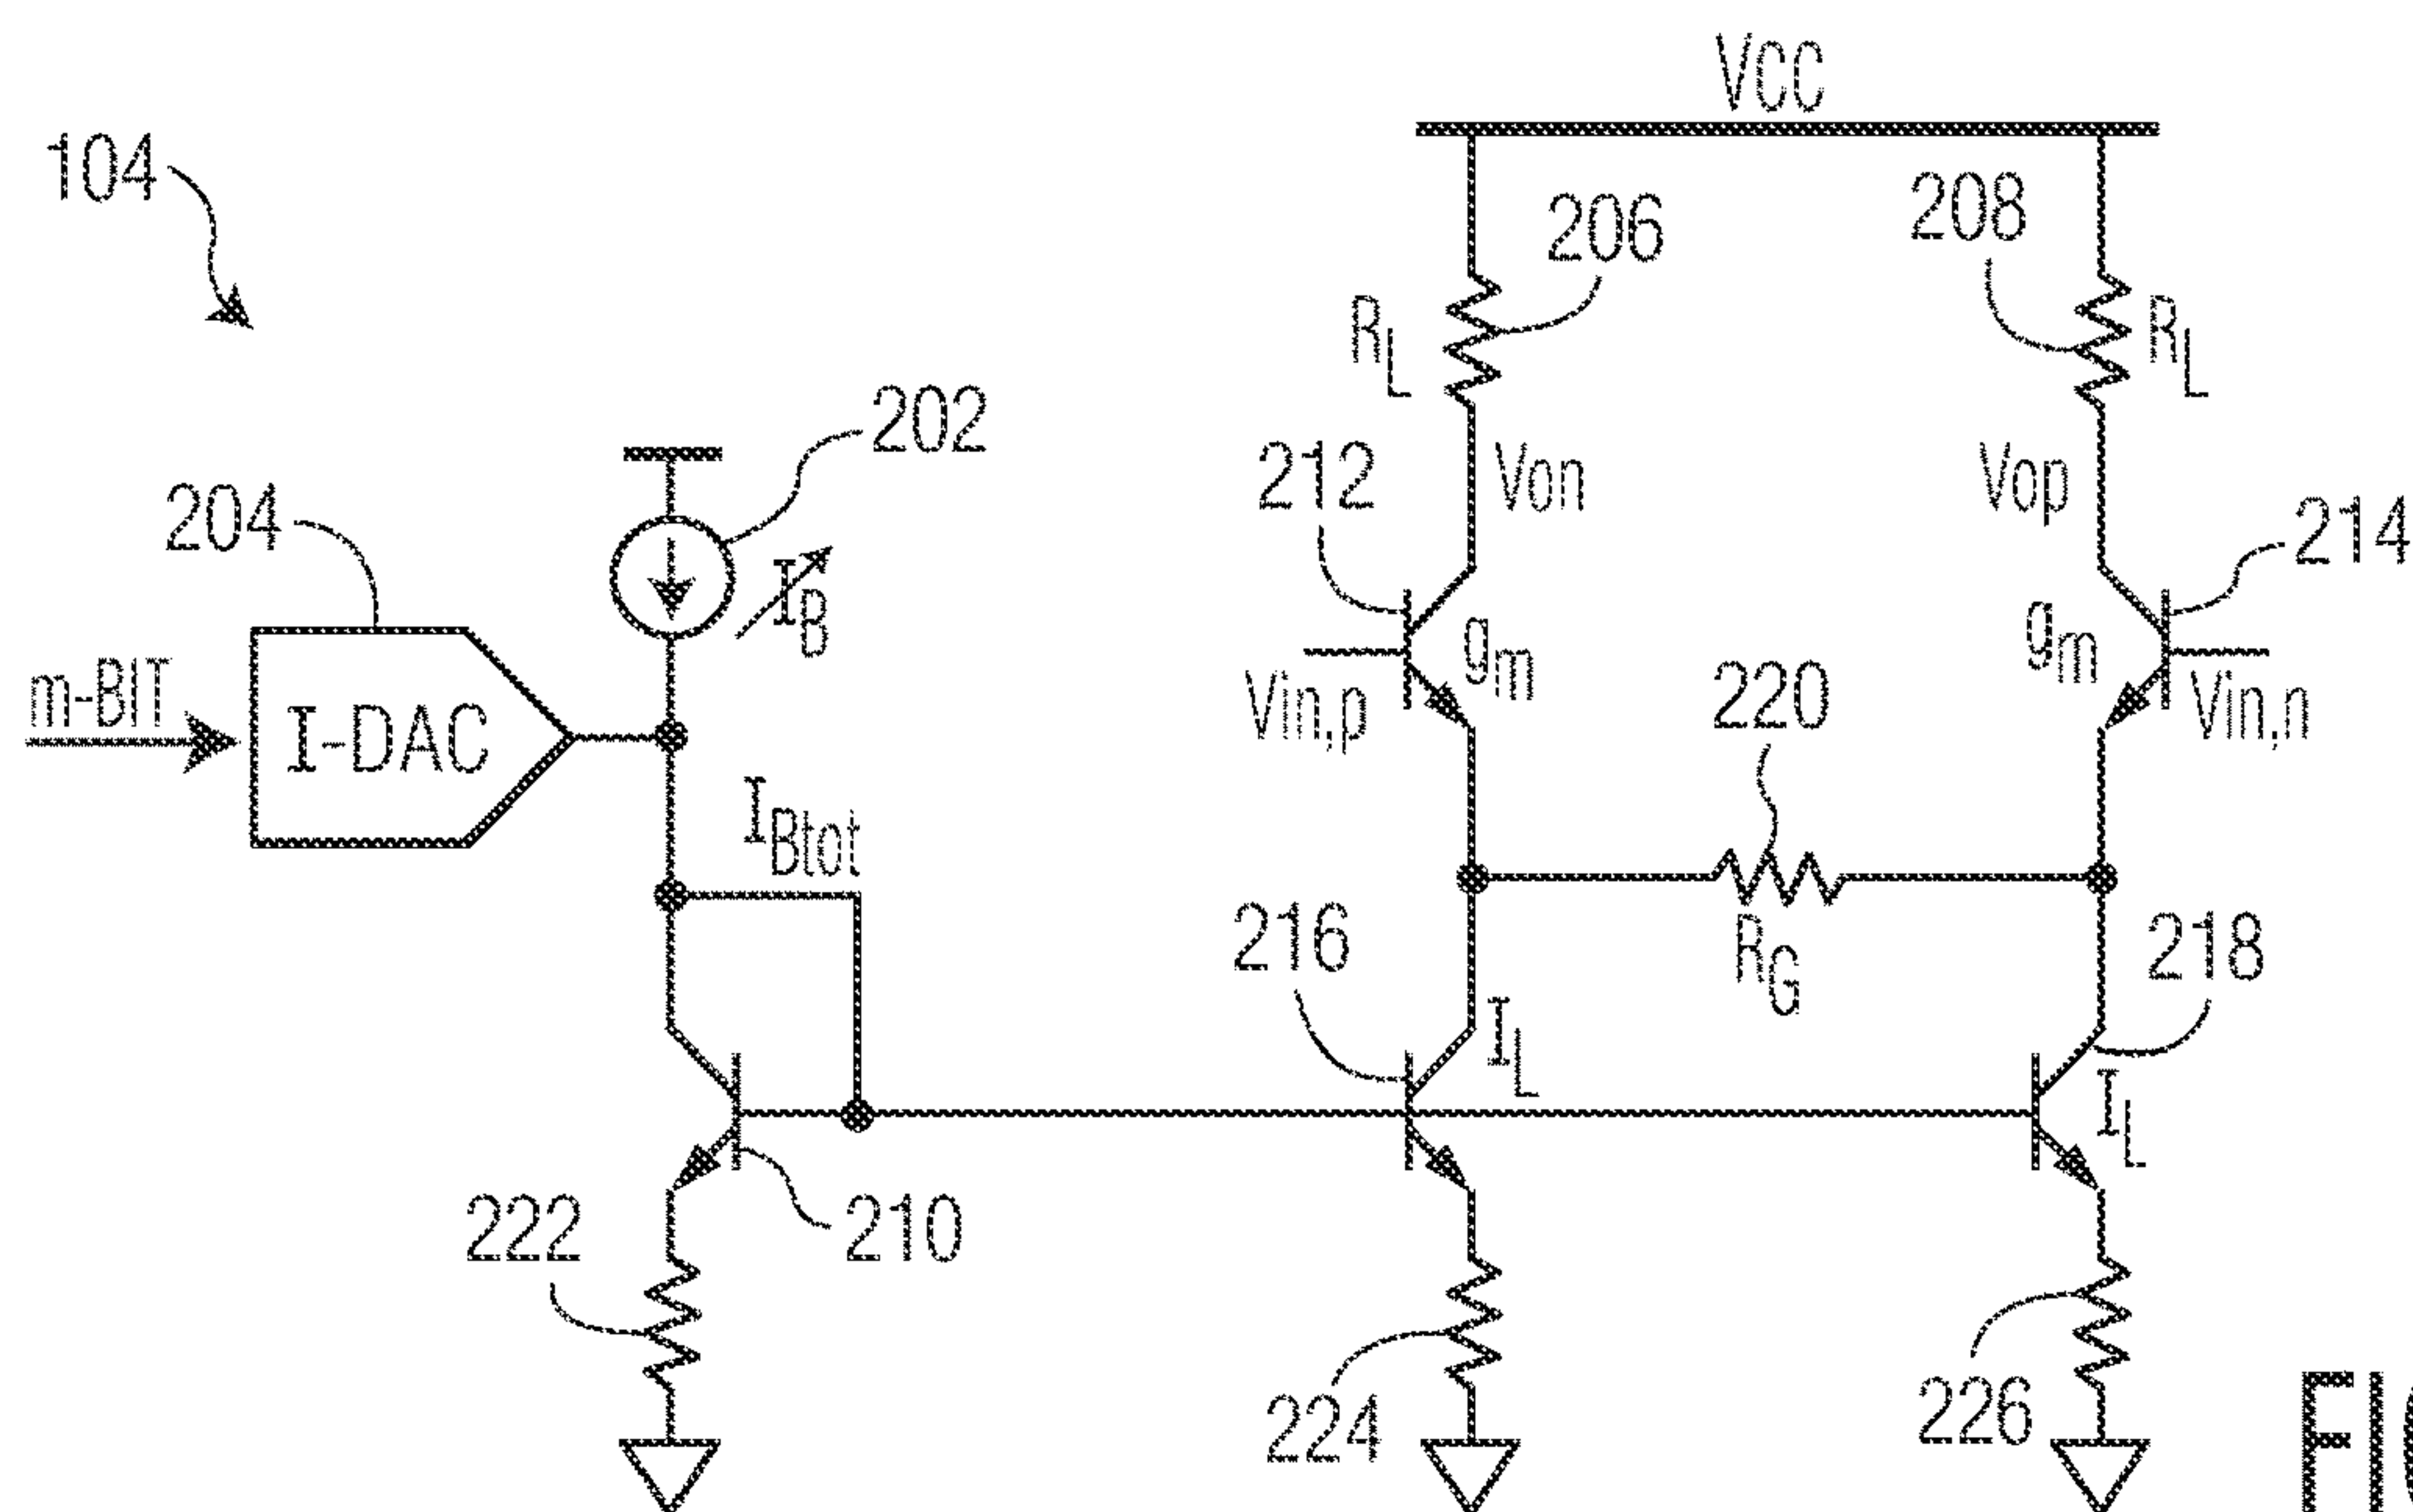 VCC
104
206
208
R_L
R_L
202
204
212
Von
Vop
214
I_B
m-BIT
I-DAC
g_m
g_m
Vin,p
220
Vin,n
I_Btot
216
R_G
218
I_L
I_L
222
210
224
226